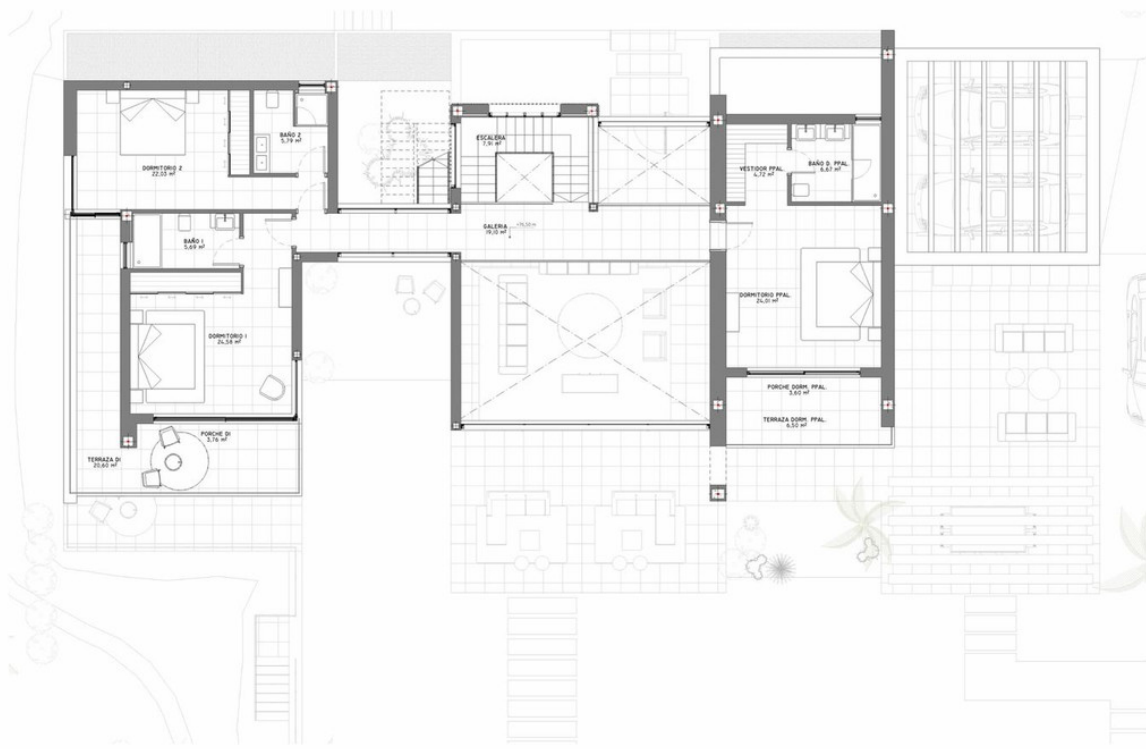 BAÑO 2
5,79 m²
DORMITORIO 2
22,03 m²
ESCALERA
7,91 m²
VESTIDOR PPAL.
4,72 m²
BAÑO D. PPAL.
6,67 m²
BAÑO 1
5,69 m²
GALERIA
19,10 m²
DORMITORIO PPAL.
24,01 m²
DORMITORIO 1
24,58 m²
PORCHE DORM. PPAL.
3,60 m²
TERRAZA DORM. PPAL.
6,50 m²
PORCHE D1
3,76 m²
TERRAZA D1
20,60 m²